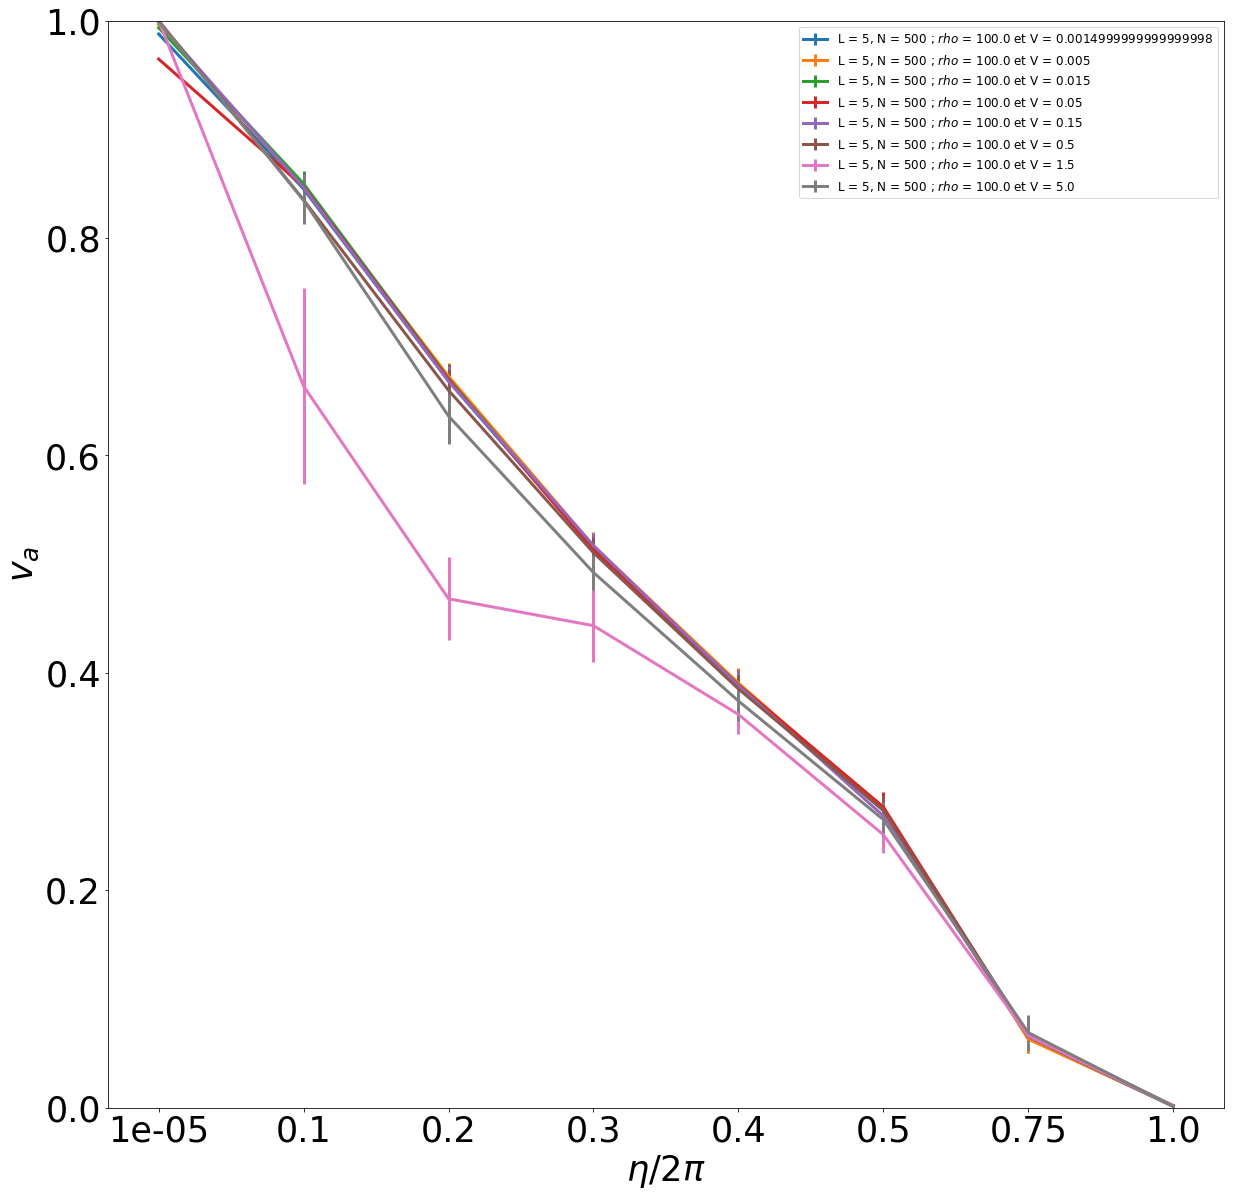 1.0
0.8
0.6
0.4
0.2
0.0
v_a
L = 5, N = 500 ; rho = 100.0 et V = 0.0014999999999999998
L = 5, N = 500 ; rho = 100.0 et V = 0.005
L = 5, N = 500 ; rho = 100.0 et V = 0.015
L = 5, N = 500 ; rho = 100.0 et V = 0.05
L = 5, N = 500 ; rho = 100.0 et V = 0.15
L = 5, N = 500 ; rho = 100.0 et V = 0.5
L = 5, N = 500 ; rho = 100.0 et V = 1.5
L = 5, N = 500 ; rho = 100.0 et V = 5.0
1e-05 0.1 0.2 0.3 0.4 0.5 0.75 1.0
η/2π